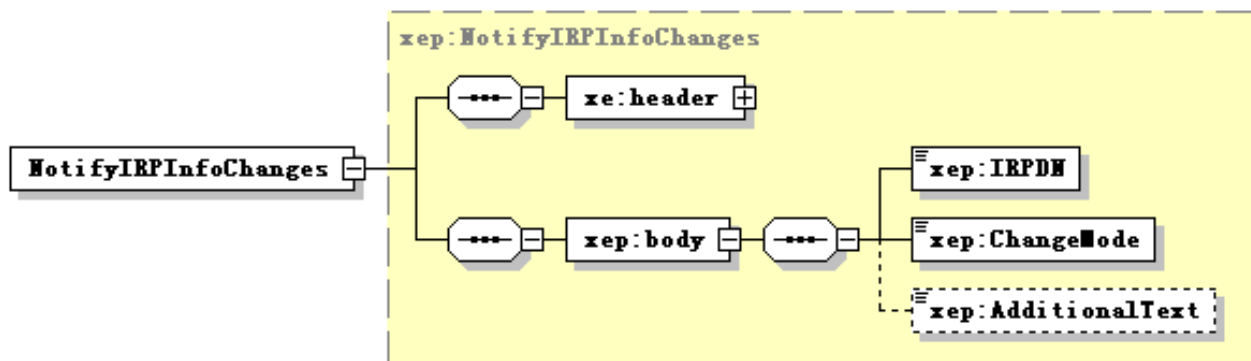 xep:NotifyIRPInfoChanges
xe:header
NotifyIRPInfoChanges
xep:IRPDN
xep:body
xep:ChangeMode
xep:AdditionalText